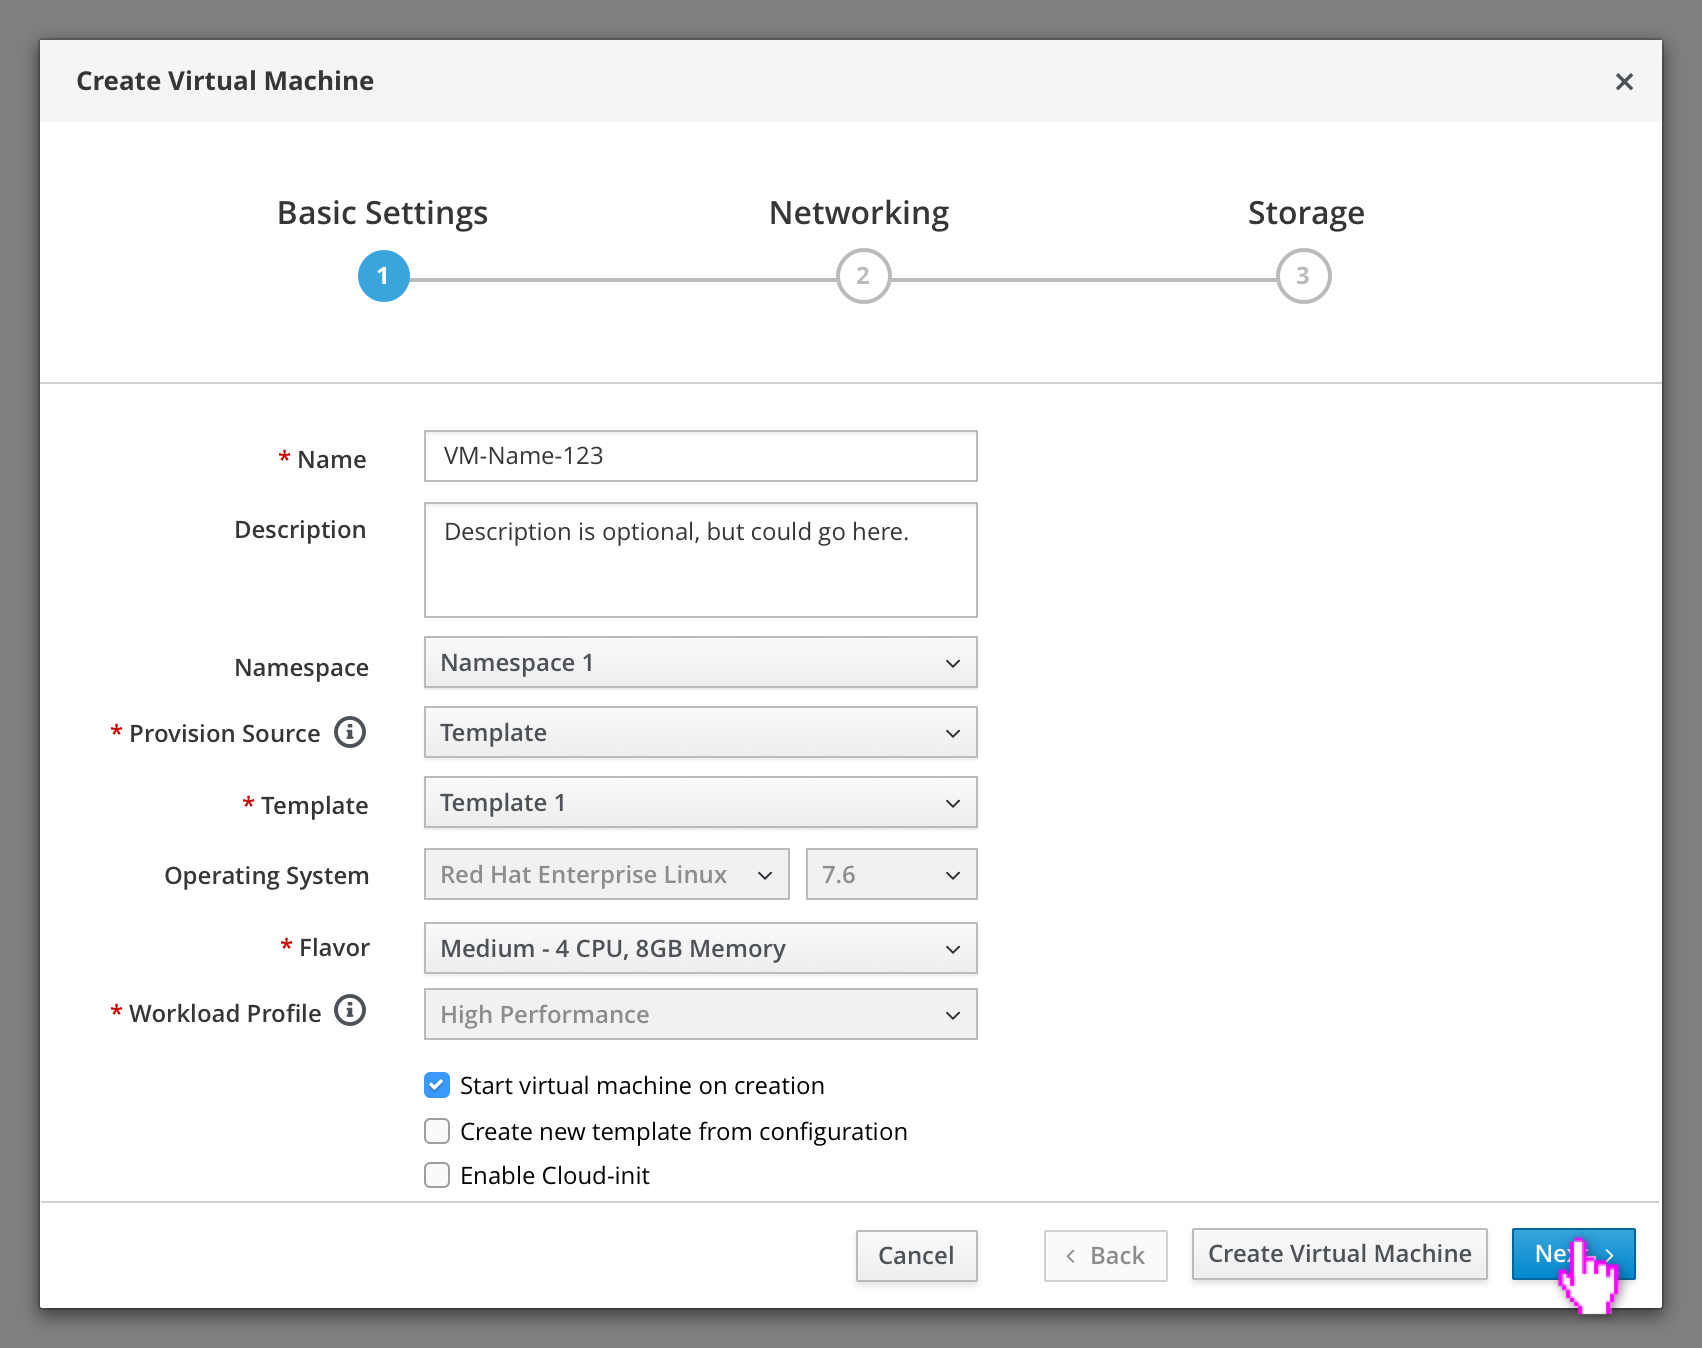 Create Virtual Machine
Basic Settings
Networking
Storage
1
2
3
* Name
VM-Name-123
Description
Description is optional, but could go here.
Namespace
Namespace 1
* Provision Source
Template
* Template
Template 1
Operating System
Red Hat Enterprise Linux
7.6
* Flavor
Medium - 4 CPU, 8GB Memory
* Workload Profile
High Performance
Start virtual machine on creation
Create new template from configuration
Enable Cloud-init
Cancel
Back
Create Virtual Machine